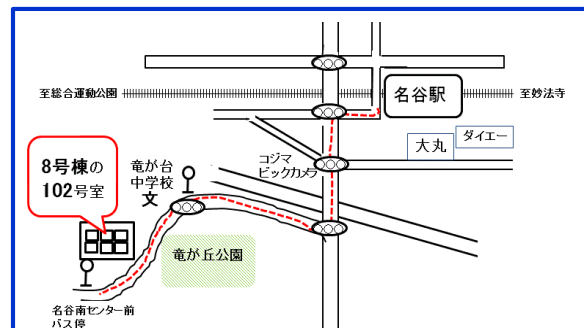 至総合運動公園
名谷駅
至妙法寺
ダイエー
大丸
コジマ
ビックカメラ
8号棟の
102号室
竜が台
中学校
文
竜が丘公園
名谷南センター前
バス停